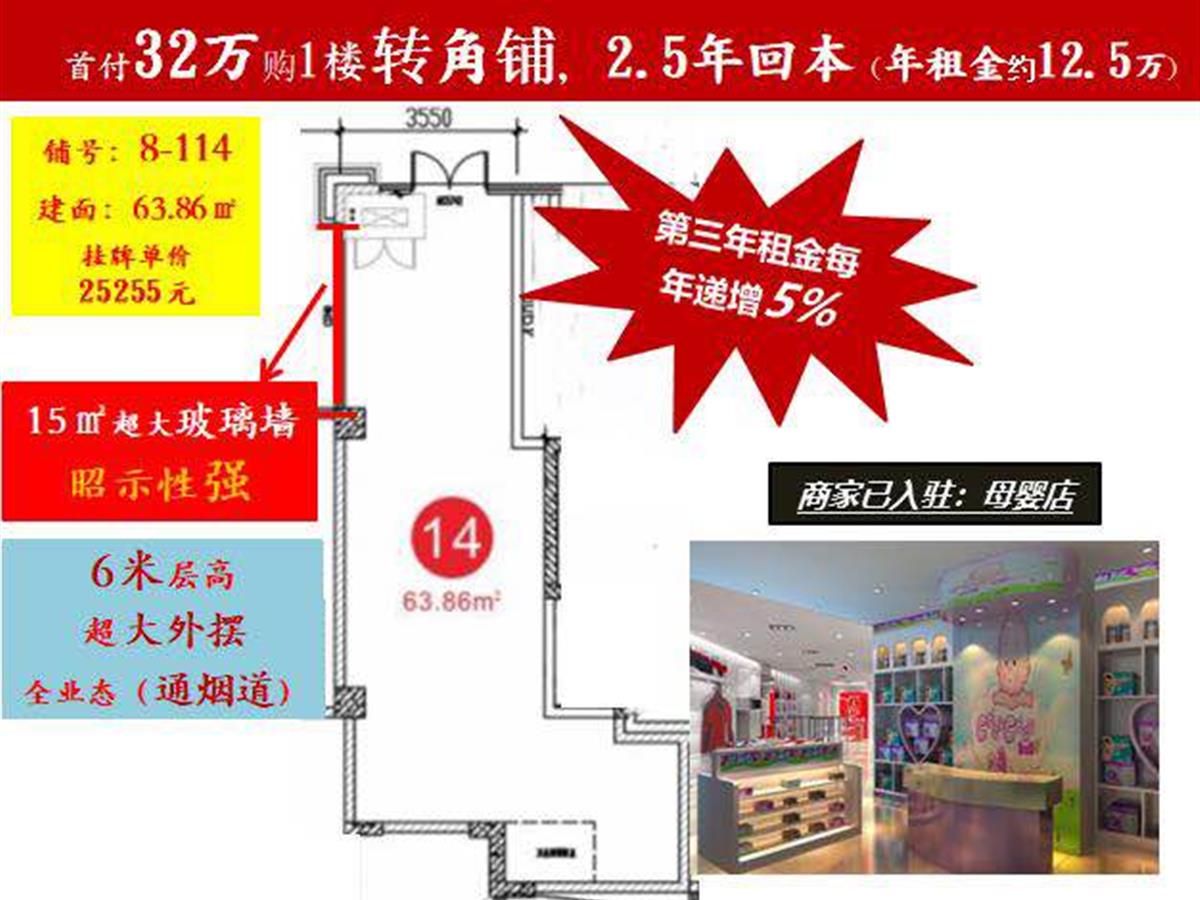 首付32万购1楼转角铺，2.5年回本（年租金约12.5万）
铺号：8-114
建面：63.86㎡
挂牌单价
25255元
3550
第三年租金每
年递增5%
15㎡超大玻璃墙
昭示性强
14
63.86m²
6米层高
超大外摆
全业态（通烟道）
商家已入驻：母婴店